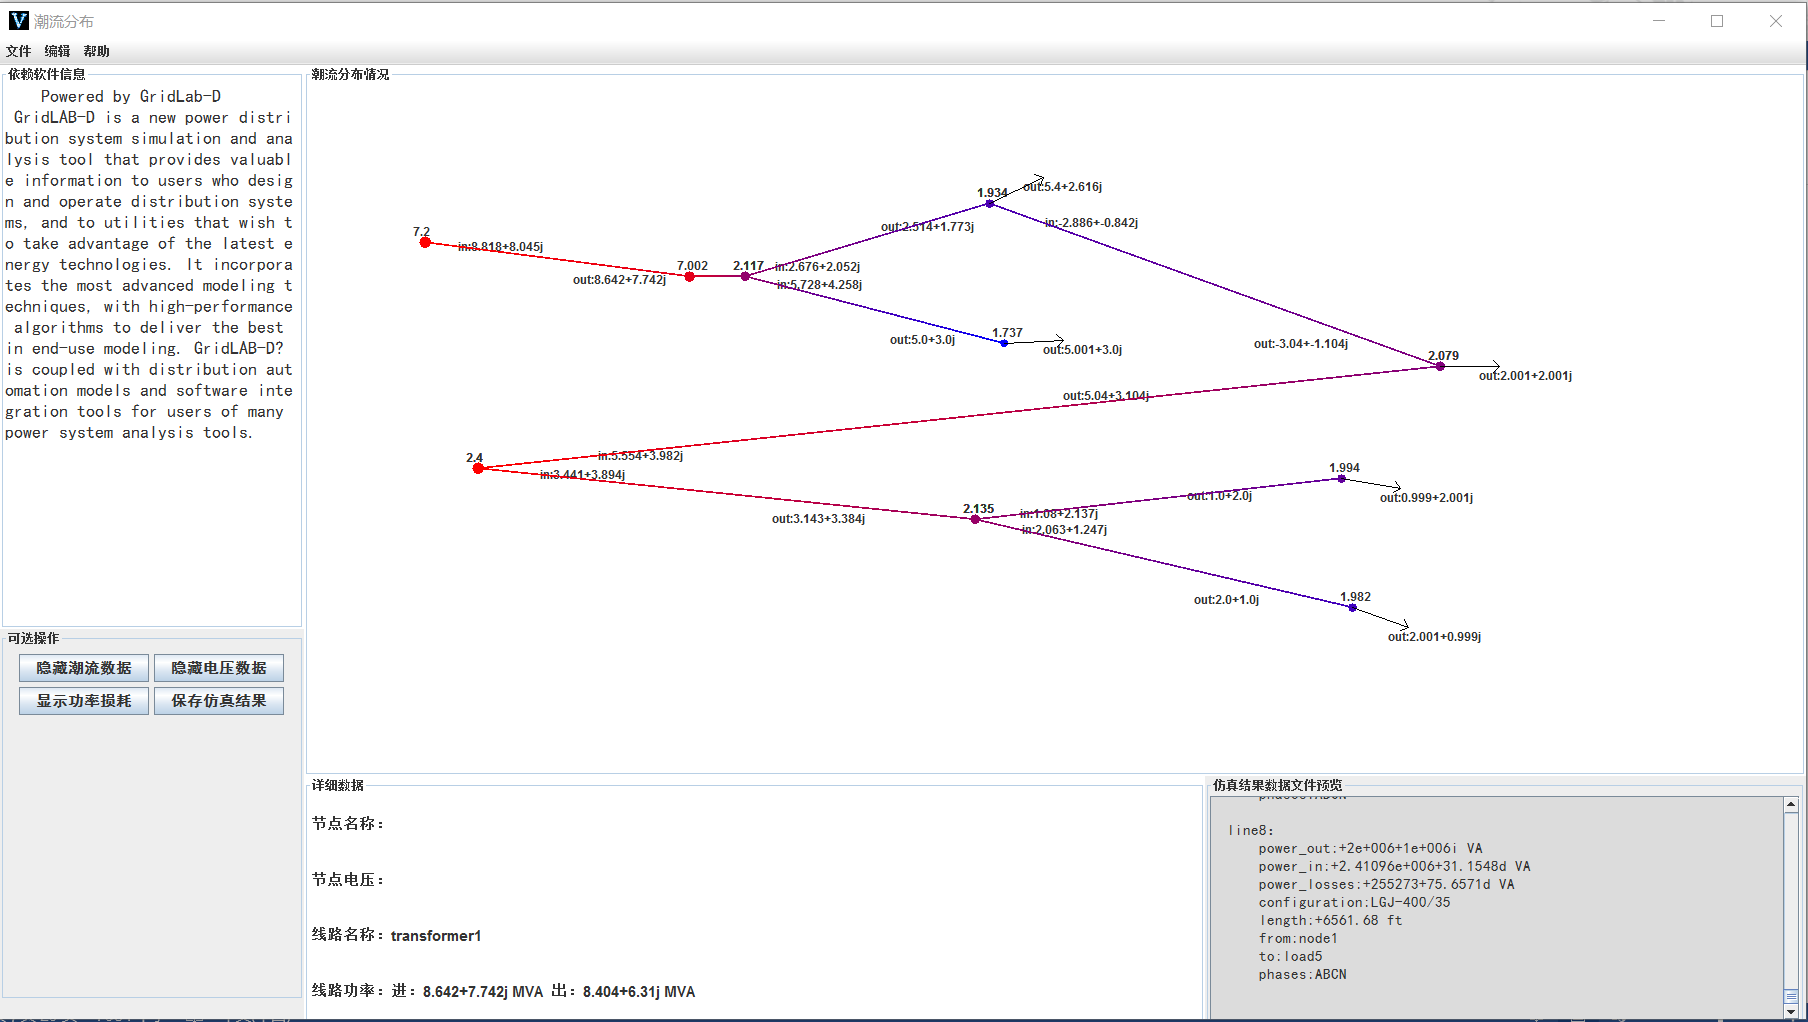 潮流分布
文件 编辑 帮助
依赖软件信息
Powered by GridLab-D
GridLAB-D is a new power distri
bution system simulation and ana
lysis tool that provides valuabl
e information to users who desig
n and operate distribution syste
ms, and to utilities that wish t
o take advantage of the latest e
nergy technologies. It incorpora
tes the most advanced modeling t
echniques, with high-performance
algorithms to deliver the best
in end-use modeling. GridLAB-D?
is coupled with distribution aut
omation models and software inte
gration tools for users of many
power system analysis tools.
可选操作
隐藏潮流数据 隐藏电压数据
显示功率损耗 保存仿真结果
潮流分布情况
1.934
out:5.4+2.616j
7.2
out:2.514+1.773j
in:-2.886+-0.842j
in:8.818+8.045j
7.002
2.117
in:2.676+2.052j
out:8.642+7.742j
in:5.728+4.258j
1.737
out:5.0+3.0j
out:5.001+3.0j
out:-3.04+-1.104j
2.079
out:2.001+2.001j
out:5.04+3.104j
2.4
in:5.554+3.982j
in:3.441+3.894j
1.994
out:1.0+2.0j
out:0.999+2.001j
2.135
in:1.08+2.137j
out:3.143+3.384j
in:2.063+1.247j
1.982
out:2.0+1.0j
out:2.001+0.999j
详细数据
节点名称：
节点电压：
线路名称：transformer1
线路功率：进：8.642+7.742j MVA 出：8.404+6.31j MVA
仿真结果数据文件预览
line8:
power_out:+2e+006+1e+006i VA
power_in:+2.41096e+006+31.1548d VA
power_losses:+255273+75.6571d VA
configuration:LGJ-400/35
length:+6561.68 ft
from:node1
to:load5
phases:ABCN